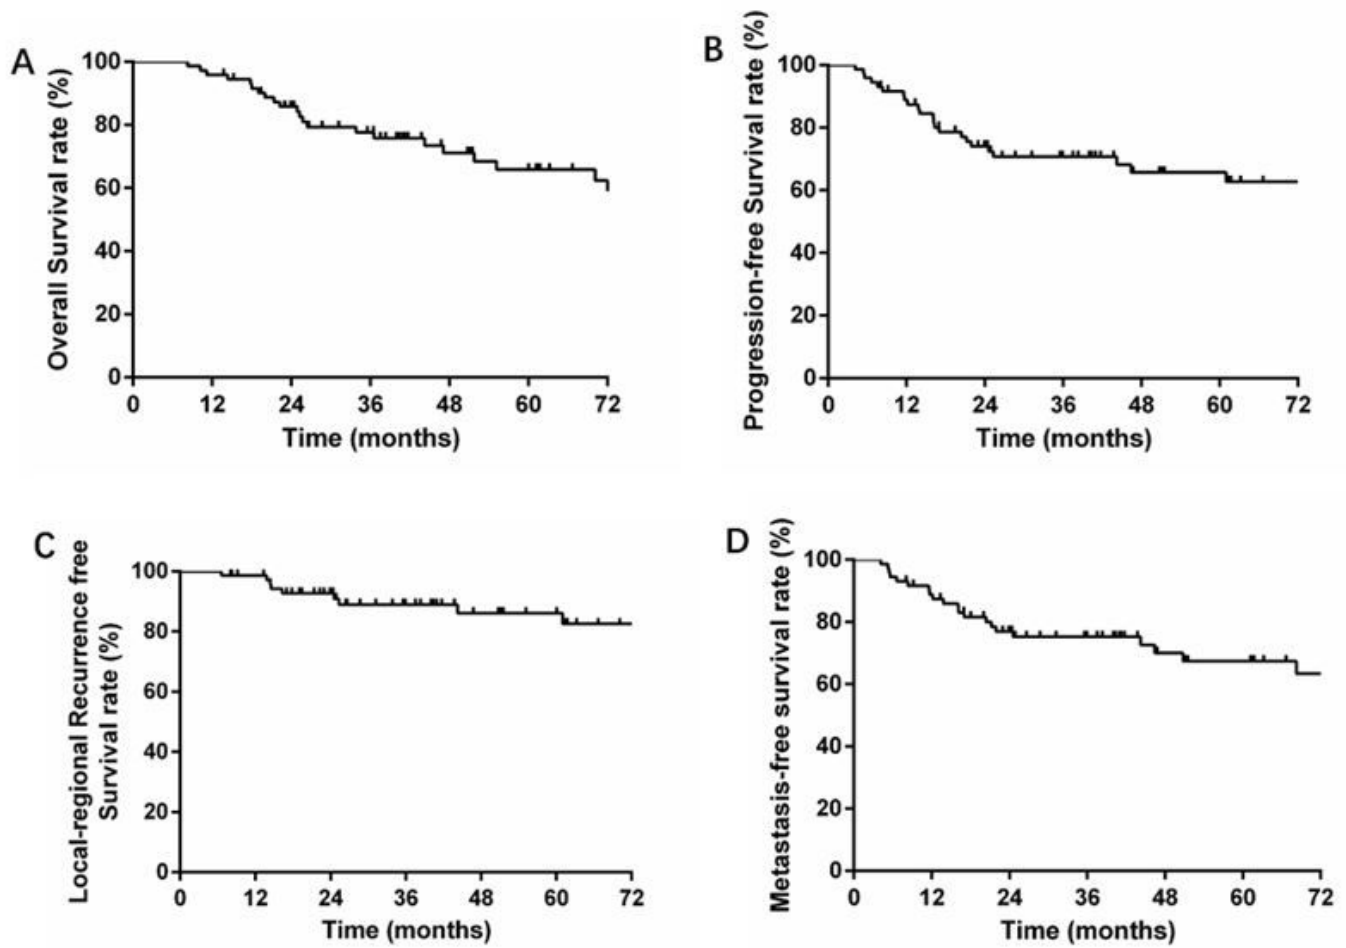 A
Overall Survival rate (%)
100
80
60
40
20
0
0 12 24 36 48 60 72
Time (months)
B
Progression-free Survival rate (%)
100
80
60
40
20
0
0 12 24 36 48 60 72
Time (months)
C
Local-regional Recurrence free
Survival rate (%)
100
80
60
40
20
0
0 12 24 36 48 60 72
Time (months)
D
Metastasis-free survival rate (%)
100
80
60
40
20
0
0 12 24 36 48 60 72
Time (months)